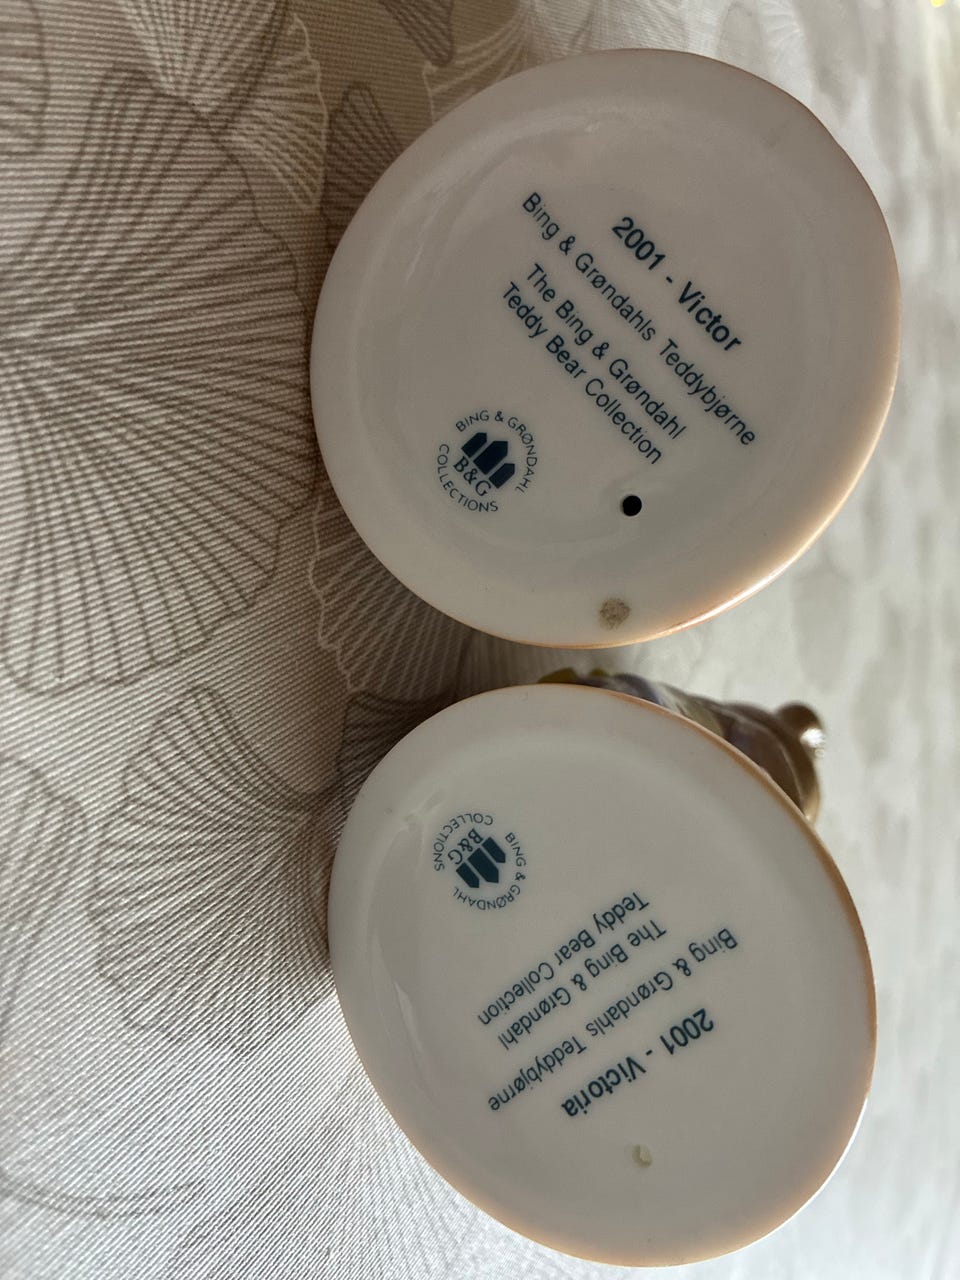 2001 - Victor
Bing & Grøndahls Teddybjørne
The Bing & Grøndahl
Teddy Bear Collection
BING & GRØNDAHL
B&G
COLLECTIONS
2001 - Victoria
Bing & Grøndahls Teddybjørne
The Bing & Grøndahl
Teddy Bear Collection
BING & GRØNDAHL
B&G
COLLECTIONS